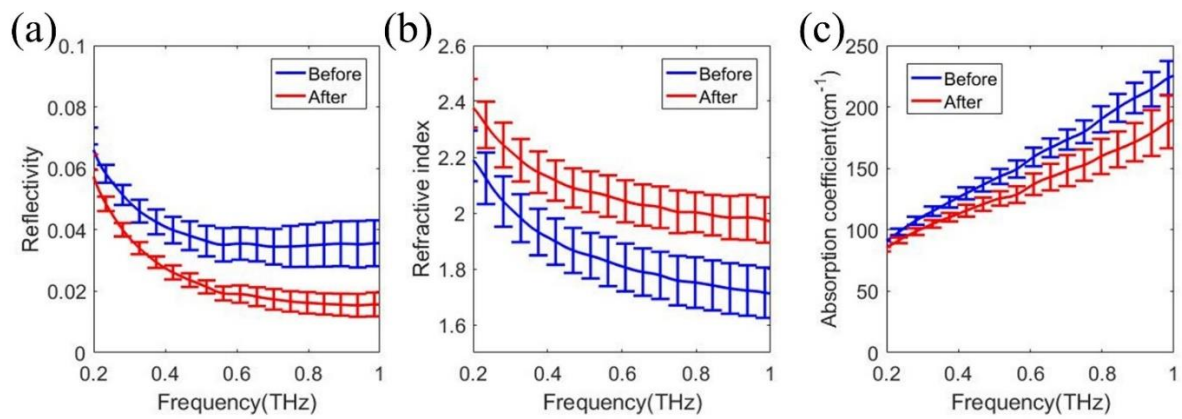 (a)
0.1
0.08
0.06
0.04
0.02
0
Reflectivity
Before
After
0.2
0.4
0.6
0.8
1
Frequency(THz)
(b)
2.6
2.4
2.2
2
1.8
1.6
Refractive index
Before
After
0.2
0.4
0.6
0.8
1
Frequency(THz)
(c)
250
200
150
100
50
0
Absorption coefficient(cm⁻¹)
Before
After
0.2
0.4
0.6
0.8
1
Frequency(THz)